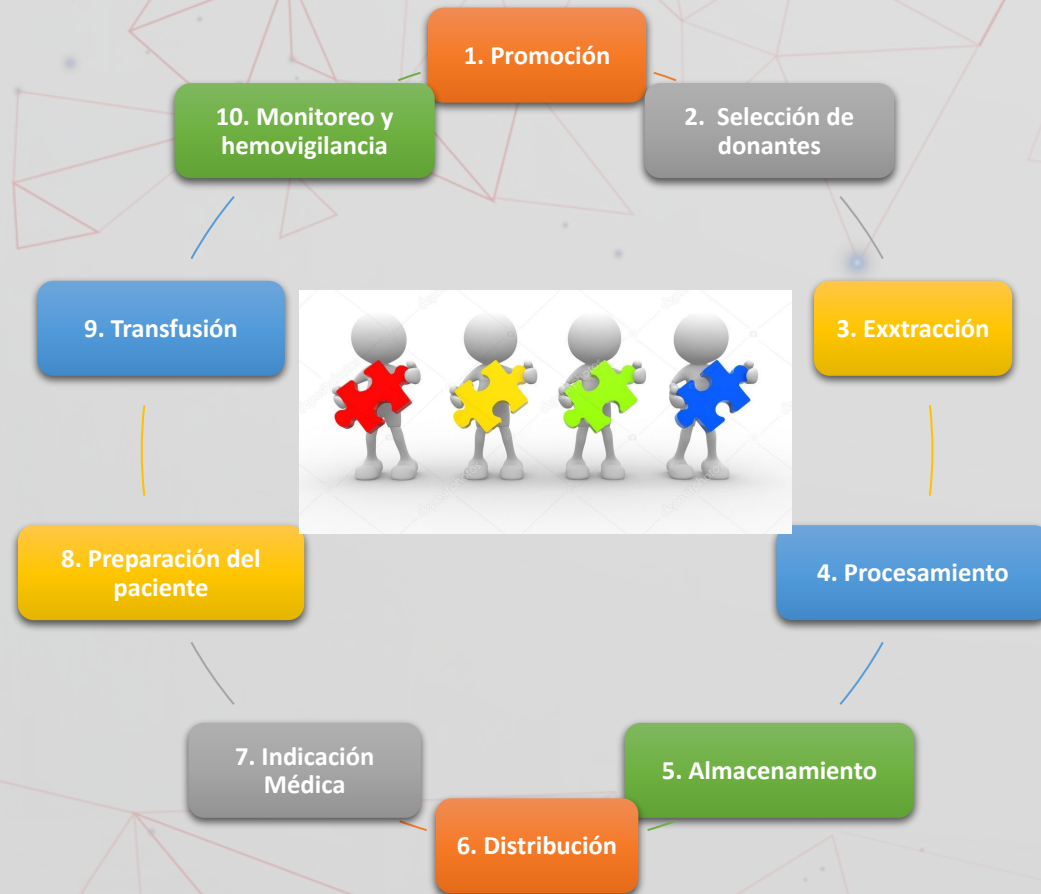 1. Promoción
2. Selección de
donantes
3. Exxtracción
4. Procesamiento
5. Almacenamiento
6. Distribución
7. Indicación
Médica
8. Preparación del
paciente
9. Transfusión
10. Monitoreo y
hemovigilancia